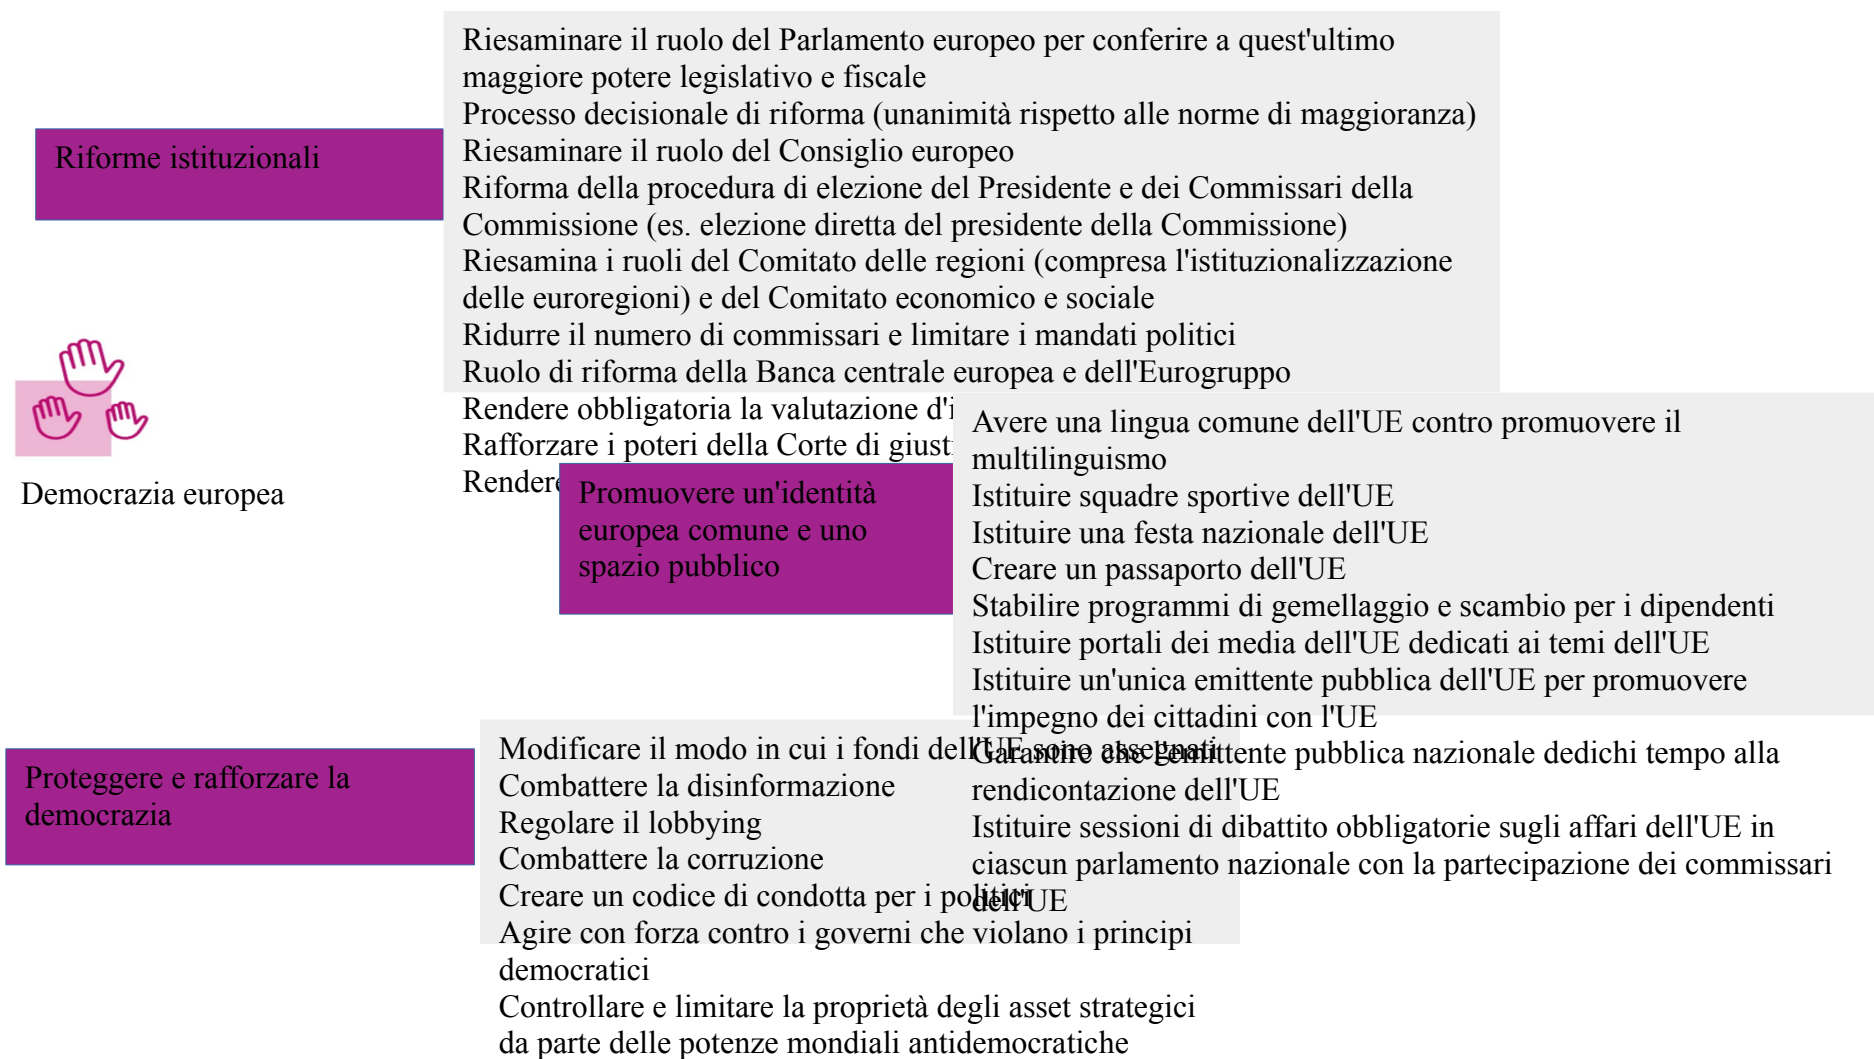 Riforme istituzionali
Riesaminare il ruolo del Parlamento europeo per conferire a quest'ultimo
maggiore potere legislativo e fiscale
Processo decisionale di riforma (unanimità rispetto alle norme di maggioranza)
Riesaminare il ruolo del Consiglio europeo
Riforma della procedura di elezione del Presidente e dei Commissari della
Commissione (es. elezione diretta del presidente della Commissione)
Riesamina i ruoli del Comitato delle regioni (compresa l'istituzionalizzazione
delle euroregioni) e del Comitato economico e sociale
Ridurre il numero di commissari e limitare i mandati politici
Ruolo di riforma della Banca centrale europea e dell'Eurogruppo
Rendere obbligatoria la valutazione
Rafforzare i poteri della Corte di
Rendere
Democrazia europea
Promuovere un'identità
europea comune e uno
spazio pubblico
Avere una lingua comune dell'UE contro promuovere il
multilinguismo
Istituire squadre sportive dell'UE
Istituire una festa nazionale dell'UE
Creare un passaporto dell'UE
Stabilire programmi di gemellaggio e scambio per i dipendenti
Istituire portali dei media dell'UE dedicati ai temi dell'UE
Istituire un'unica emittente pubblica dell'UE per promuovere
l'impegno dei cittadini con l'UE
Garantire che l'emittente pubblica nazionale dedichi tempo alla
rendicontazione dell'UE
Istituire sessioni di dibattito obbligatorie sugli affari dell'UE in
ciascun parlamento nazionale con la partecipazione dei commissari
dell'UE
Proteggere e rafforzare la
democrazia
Modificare il modo in cui i fondi dell'UE sono assegnati
Combattere la disinformazione
Regolare il lobbying
Combattere la corruzione
Creare un codice di condotta per i politici
Agire con forza contro i governi che violano i principi
democratici
Controllare e limitare la proprietà degli asset strategici
da parte delle potenze mondiali antidemocratiche